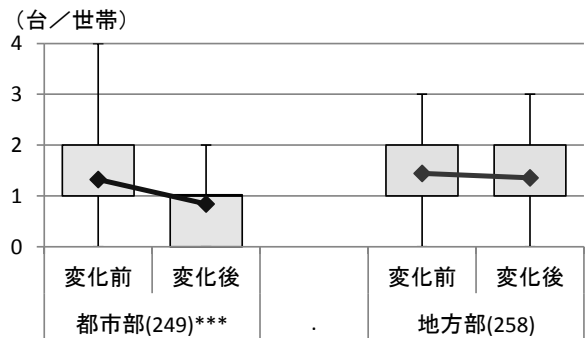 （台／世帯）
4
3
2
1
0
変化前 変化後 変化前 変化後
都市部(249)*** . 地方部(258)